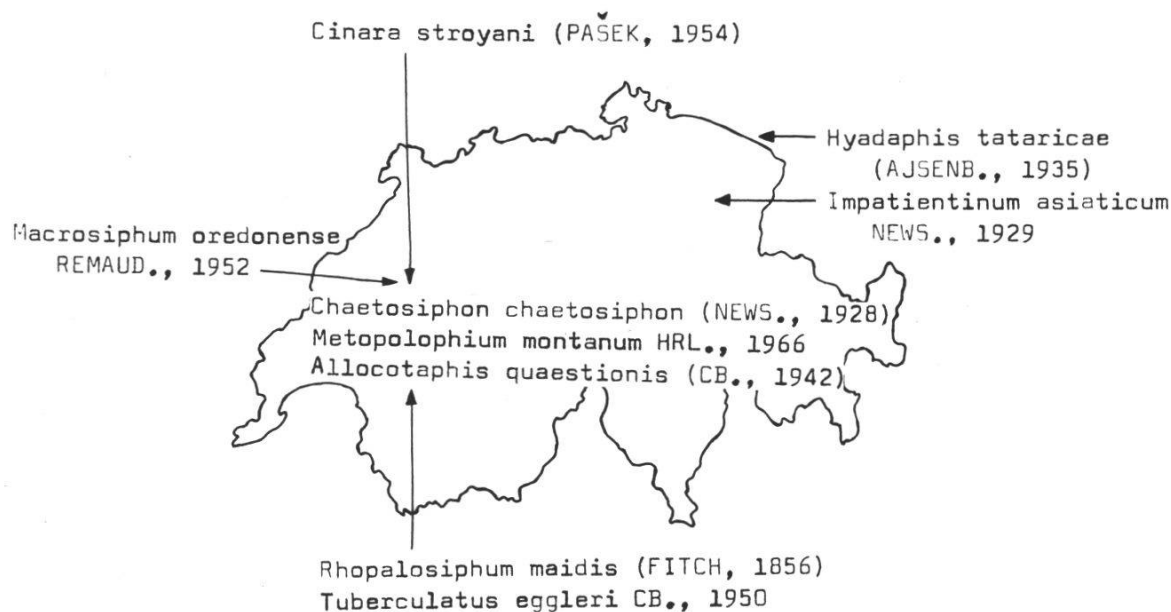 Cinara stroyani (PAŠEK, 1954)
Hyadaphis tataricae
(AJSENB., 1935)
Impatientinum asiaticum
NEWS., 1929
Macrosiphum oredonense
REMAUD., 1952
Chaetosiphon chaetosiphon (NEWS., 1928)
Metopolophium montanum HRL., 1966
Allocotaphis quaestionis (CB., 1942)
Rhopalosiphum maidis (FITCH, 1856)
Tuberculatus eggleri CB., 1950